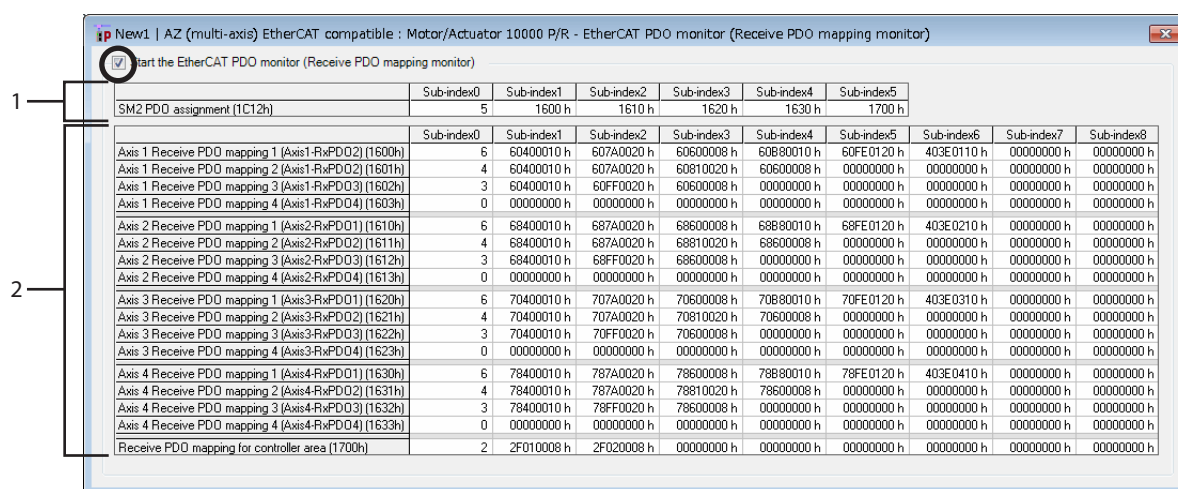 New1 | AZ (multi-axis) EtherCAT compatible : Motor/Actuator 10000 P/R - EtherCAT PDO monitor (Receive PDO mapping monitor)
Start the EtherCAT PDO monitor (Receive PDO mapping monitor)
1
Sub-index0 Sub-index1 Sub-index2 Sub-index3 Sub-index4 Sub-index5
SM2 PDO assignment (1C12h) 5 1600 h 1610 h 1620 h 1630 h 1700 h
2
Sub-index0 Sub-index1 Sub-index2 Sub-index3 Sub-index4 Sub-index5 Sub-index6 Sub-index7 Sub-index8
Axis 1 Receive PDO mapping 1 (Axis1-RxPDO2) (1600h) 6 60400010 h 607A0020 h 60600008 h 60B80010 h 60FE0120 h 403E0110 h 00000000 h 00000000 h
Axis 1 Receive PDO mapping 2 (Axis1-RxPDO2) (1601h) 4 60400010 h 607A0020 h 60810020 h 60600008 h 00000000 h 00000000 h 00000000 h 00000000 h
Axis 1 Receive PDO mapping 3 (Axis1-RxPDO3) (1602h) 3 60400010 h 60FF0020 h 60600008 h 00000000 h 00000000 h 00000000 h 00000000 h 00000000 h
Axis 1 Receive PDO mapping 4 (Axis1-RxPDO4) (1603h) 0 00000000 h 00000000 h 00000000 h 00000000 h 00000000 h 00000000 h 00000000 h 00000000 h
Axis 2 Receive PDO mapping 1 (Axis2-RxPDO1) (1610h) 6 68400010 h 687A0020 h 68600008 h 68B80010 h 68FE0120 h 403E0210 h 00000000 h 00000000 h
Axis 2 Receive PDO mapping 2 (Axis2-RxPDO2) (1611h) 4 68400010 h 687A0020 h 68810020 h 68600008 h 00000000 h 00000000 h 00000000 h 00000000 h
Axis 2 Receive PDO mapping 3 (Axis2-RxPDO3) (1612h) 3 68400010 h 68FF0020 h 68600008 h 00000000 h 00000000 h 00000000 h 00000000 h 00000000 h
Axis 2 Receive PDO mapping 4 (Axis2-RxPDO4) (1613h) 0 00000000 h 00000000 h 00000000 h 00000000 h 00000000 h 00000000 h 00000000 h 00000000 h
Axis 3 Receive PDO mapping 1 (Axis3-RxPDO1) (1620h) 6 70400010 h 707A0020 h 70600008 h 70B80010 h 70FE0120 h 403E0310 h 00000000 h 00000000 h
Axis 3 Receive PDO mapping 2 (Axis3-RxPDO2) (1621h) 4 70400010 h 707A0020 h 70810020 h 70600008 h 00000000 h 00000000 h 00000000 h 00000000 h
Axis 3 Receive PDO mapping 3 (Axis3-RxPDO3) (1622h) 3 70400010 h 70FF0020 h 70600008 h 00000000 h 00000000 h 00000000 h 00000000 h 00000000 h
Axis 3 Receive PDO mapping 4 (Axis3-RxPDO4) (1623h) 0 00000000 h 00000000 h 00000000 h 00000000 h 00000000 h 00000000 h 00000000 h 00000000 h
Axis 4 Receive PDO mapping 1 (Axis4-RxPDO1) (1630h) 6 78400010 h 787A0020 h 78600008 h 78B80010 h 78FE0120 h 403E0410 h 00000000 h 00000000 h
Axis 4 Receive PDO mapping 2 (Axis4-RxPDO2) (1631h) 4 78400010 h 787A0020 h 78810020 h 78600008 h 00000000 h 00000000 h 00000000 h 00000000 h
Axis 4 Receive PDO mapping 3 (Axis4-RxPDO3) (1632h) 3 78400010 h 78FF0020 h 78600008 h 00000000 h 00000000 h 00000000 h 00000000 h 00000000 h
Axis 4 Receive PDO mapping 4 (Axis4-RxPDO4) (1633h) 0 00000000 h 00000000 h 00000000 h 00000000 h 00000000 h 00000000 h 00000000 h 00000000 h
Receive PDO mapping for controller area (1700h) 2 2F010008 h 2F020008 h 00000000 h 00000000 h 00000000 h 00000000 h 00000000 h 00000000 h